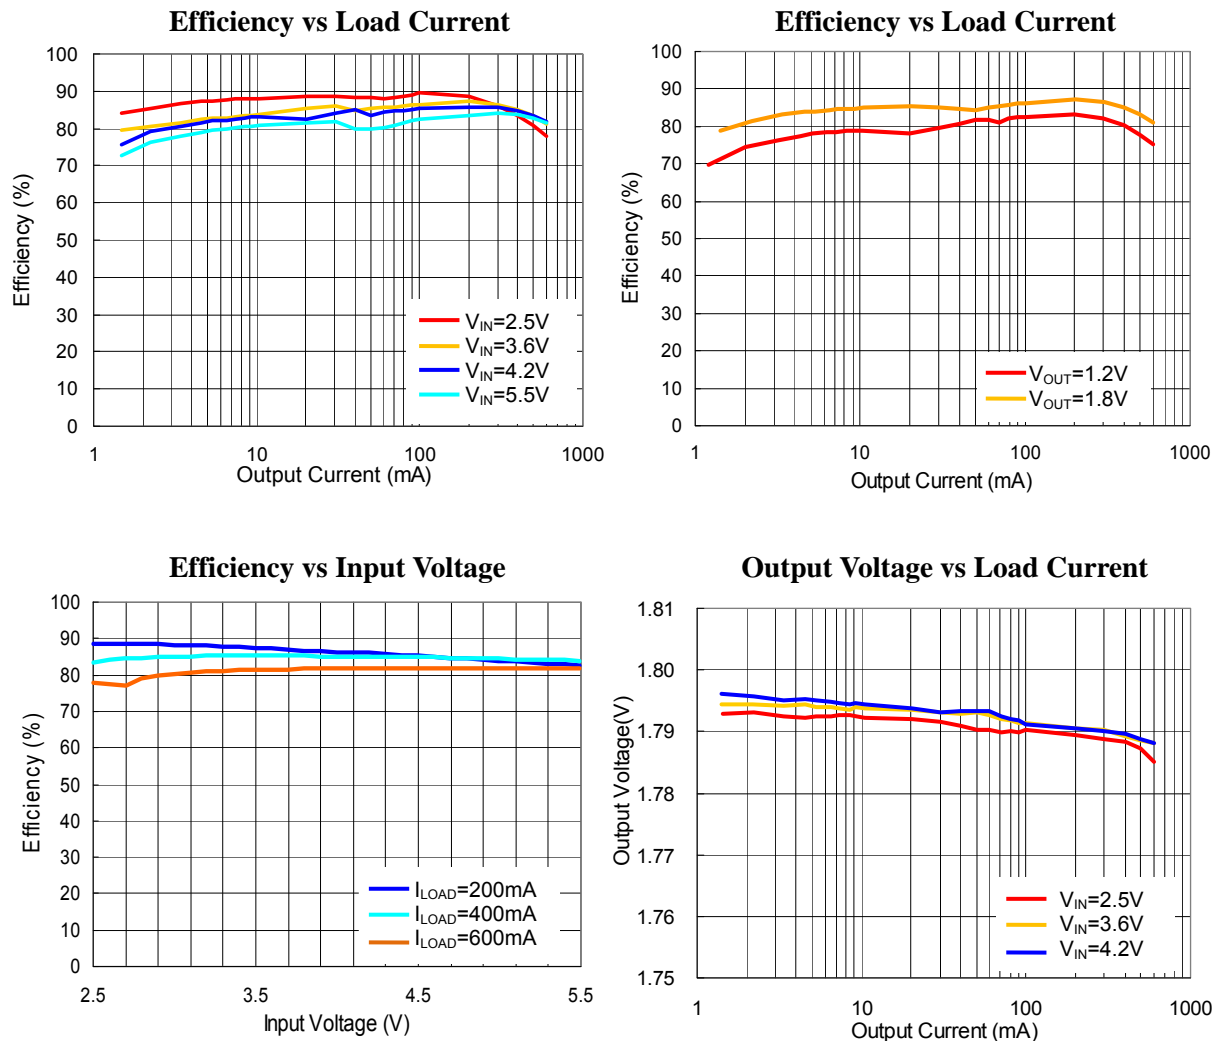 Efficiency vs Load Current
100
90
80
70
60
50
40
30
20
10
0
Efficiency (%)
V_IN=2.5V
V_IN=3.6V
V_IN=4.2V
V_IN=5.5V
1
10
100
1000
Output Current (mA)
Efficiency vs Load Current
100
90
80
70
60
50
40
30
20
10
0
Efficiency (%)
V_OUT=1.2V
V_OUT=1.8V
1
10
100
1000
Output Current (mA)
Efficiency vs Input Voltage
100
90
80
70
60
50
40
30
20
10
0
Efficiency (%)
I_LOAD=200mA
I_LOAD=400mA
I_LOAD=600mA
2.5
3.5
4.5
5.5
Input Voltage (V)
Output Voltage vs Load Current
1.81
1.80
1.79
1.78
1.77
1.76
1.75
Output Voltage(V)
V_IN=2.5V
V_IN=3.6V
V_IN=4.2V
1
10
100
1000
Output Current (mA)